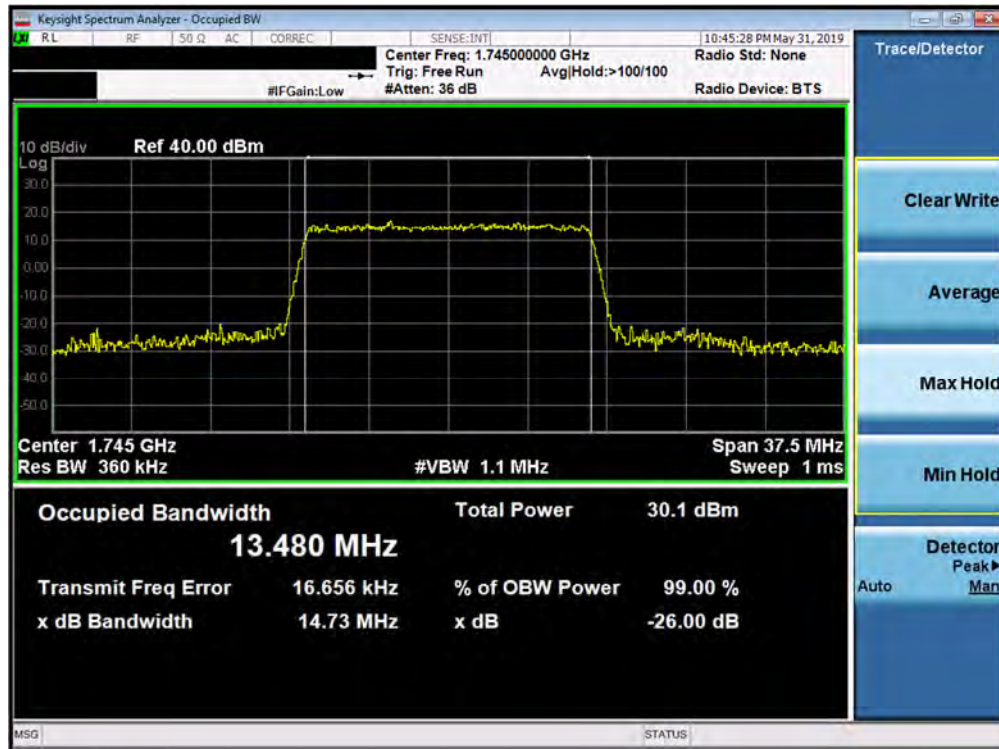 Keysight Spectrum Analyzer - Occupied BW
LXI RL RF 50 Ω AC CORREC SENSE:INT 10:45:28 PM May 31, 2019
Center Freq: 1.745000000 GHz Radio Std: None
Trig: Free Run Avg|Hold:>100/100
#IFGain:Low #Atten: 36 dB Radio Device: BTS
Trace/Detector
10 dB/div Ref 40.00 dBm
Log
30.0
20.0
10.0
0.00
-10.0
-20.0
-30.0
-40.0
-50.0
Center 1.745 GHz Span 37.5 MHz
Res BW 360 kHz #VBW 1.1 MHz Sweep 1 ms
Occupied Bandwidth Total Power 30.1 dBm
13.480 MHz
Transmit Freq Error 16.656 kHz % of OBW Power 99.00 %
x dB Bandwidth 14.73 MHz x dB -26.00 dB
Clear Write
Average
Max Hold
Min Hold
Detector
Peak
Auto Man
MSG STATUS